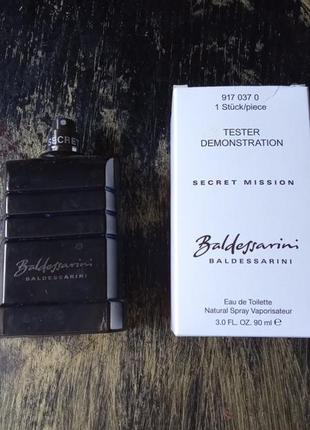 SECRET
Baldessarini
BALDESSARINI
917 037 0
1 Stück/piece
TESTER
DEMONSTRATION
SECRET MISSION
Baldessarini
BALDESSARINI
Eau de Toilette
Natural Spray Vaporisateur
3.0 FL. OZ. 90 ml ℮